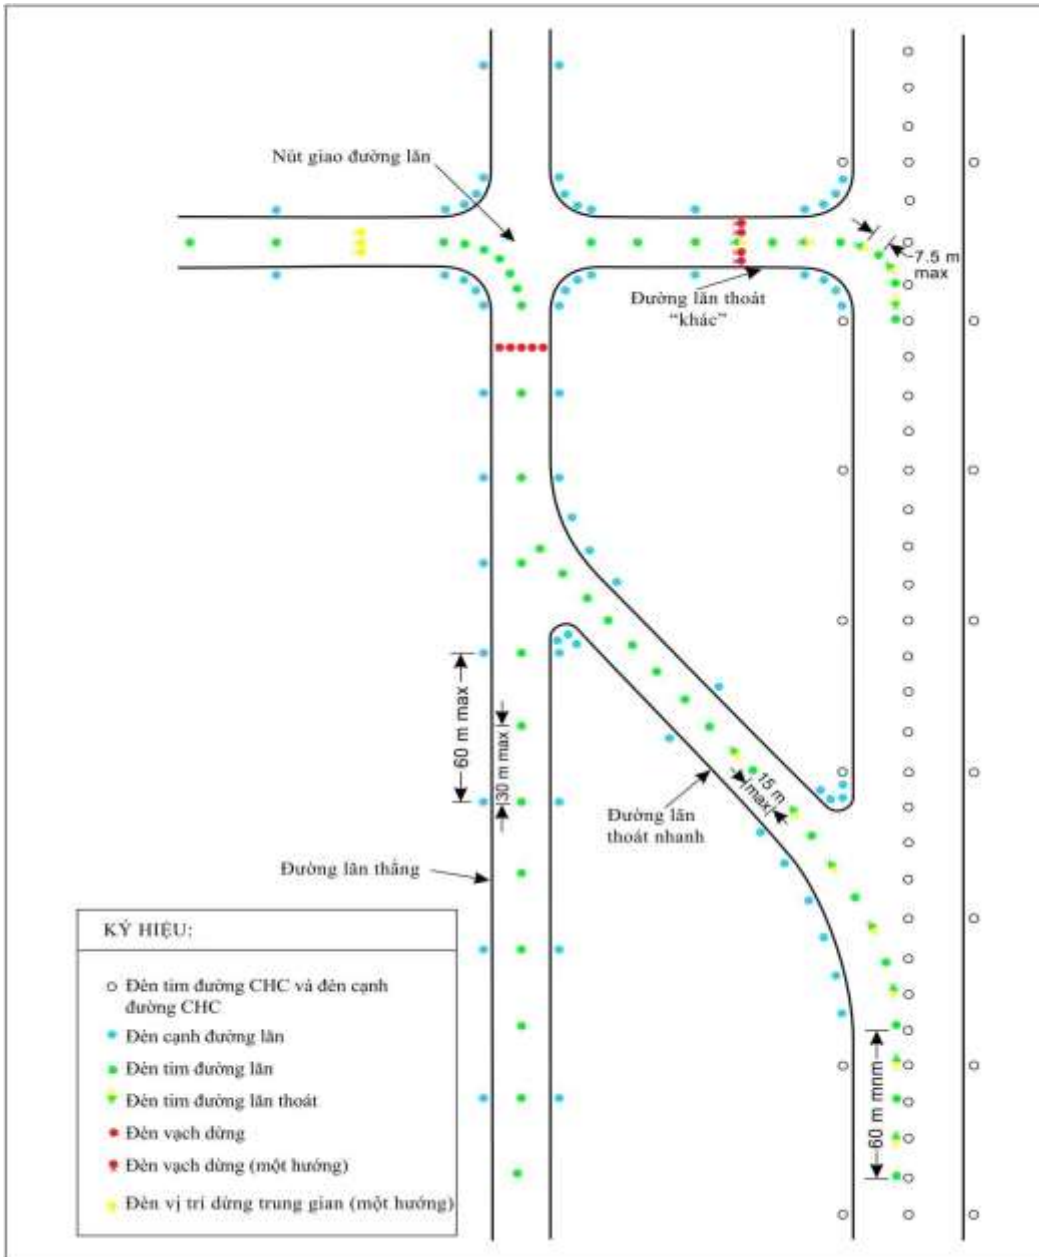 Nút giao đường lăn
7.5 m
max
Đường lăn thoát
“khác”
60 m max
30 m max
15 m
max
Đường lăn
thoát nhanh
Đường lăn thẳng
60 m mnm
KÝ HIỆU:
Đèn tim đường CHC và đèn cạnh
đường CHC
Đèn cạnh đường lăn
Đèn tim đường lăn
Đèn tim đường lăn thoát
Đèn vạch dừng
Đèn vạch dừng (một hướng)
Đèn vị trí dừng trung gian (một hướng)